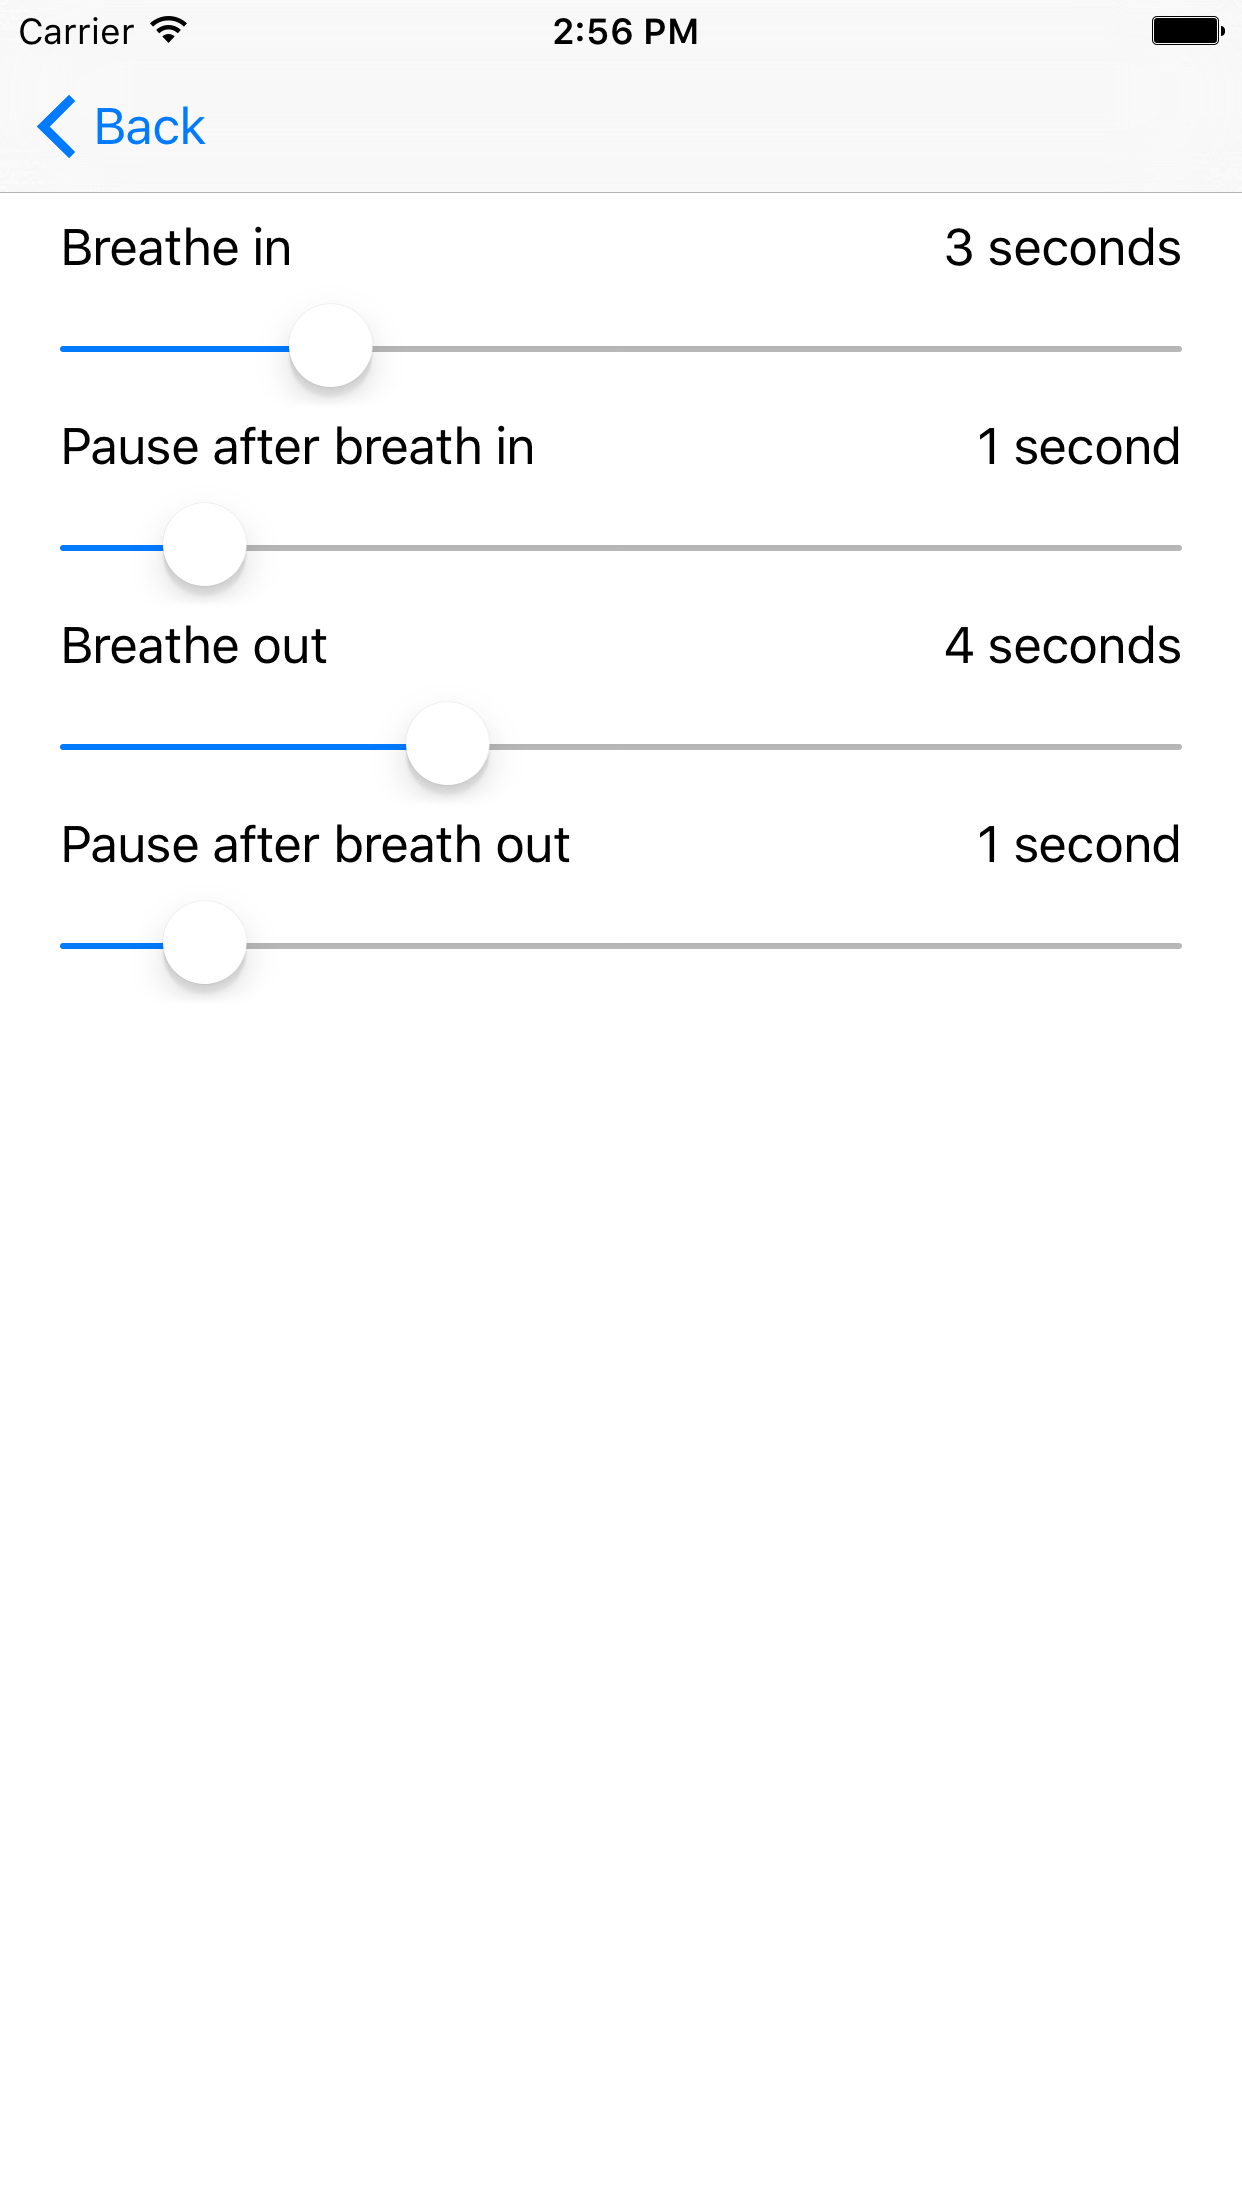 Carrier 2:56 PM
Back
Breathe in 3 seconds
Pause after breath in 1 second
Breathe out 4 seconds
Pause after breath out 1 second